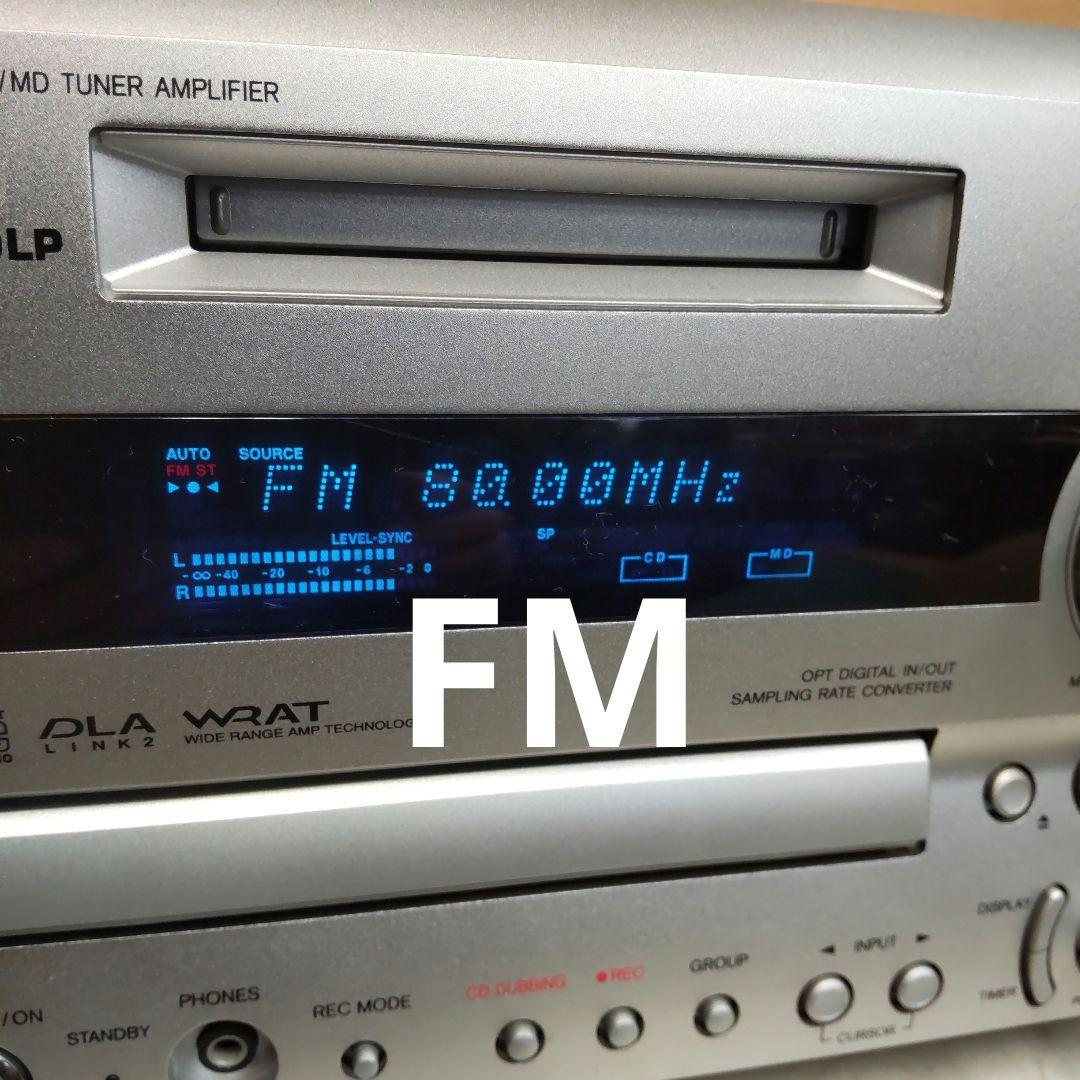 /MD TUNER AMPLIFIER
DLP
AUTO SOURCE
FM ST
FM 80.00MHz
LEVEL-SYNC
SP
L
-∞ -40 -20 -10 -6 -2 0
R
CD MD
FM
OPT DIGITAL IN/OUT
SAMPLING RATE CONVERTER
DLA
LINK2
WRAT
WIDE RANGE AMP TECHNOLOG
DISPLAY
TIMER
INPUT
CURSOR
GROUP
REC
CD DUBBING
REC MODE
PHONES
STANDBY
/ON